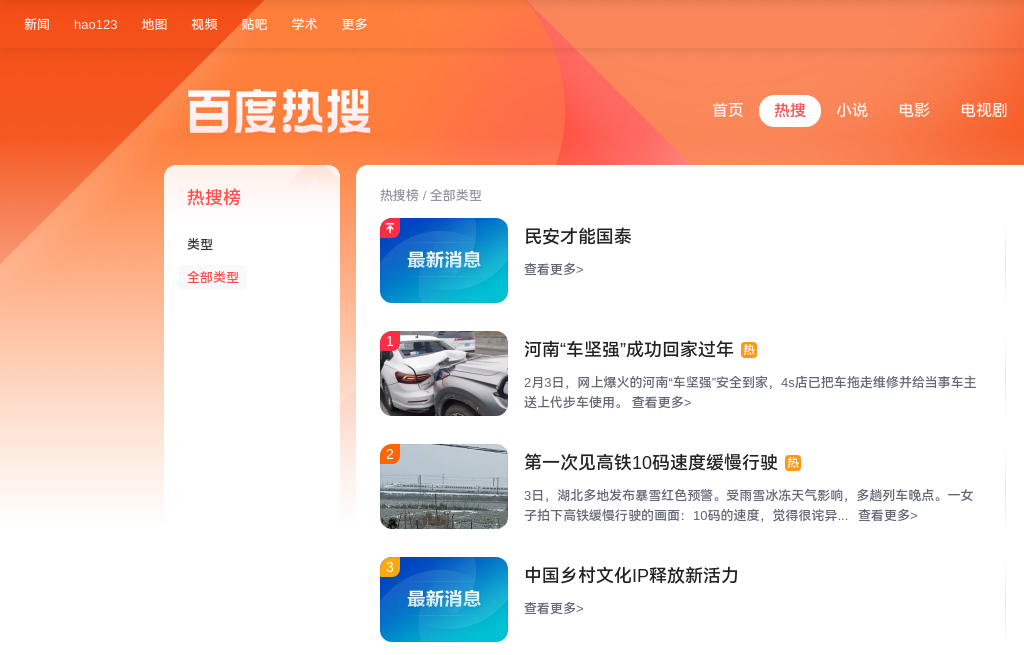 新闻 hao123 地图 视频 贴吧 学术 更多
百度热搜
首页 热搜 小说 电影 电视剧
热搜榜
类型
全部类型
热搜榜 / 全部类型
最新消息
民安才能国泰
查看更多>
1
河南“车坚强”成功回家过年 热
2月3日，网上爆火的河南“车坚强”安全到家，4s店已把车拖走维修并给当事车主
送上代步车使用。 查看更多>
2
第一次见高铁10码速度缓慢行驶 热
3日，湖北多地发布暴雪红色预警。受雨雪冰冻天气影响，多趟列车晚点。一女
子拍下高铁缓慢行驶的画面：10码的速度，觉得很诧异... 查看更多>
3
最新消息
中国乡村文化IP释放新活力
查看更多>